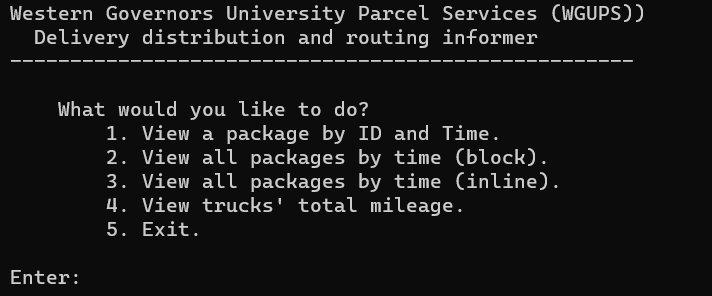 Western Governors University Parcel Services (WGUPS))
Delivery distribution and routing informer
----------------------------------------------------
What would you like to do?
1. View a package by ID and Time.
2. View all packages by time (block).
3. View all packages by time (inline).
4. View trucks' total mileage.
5. Exit.
Enter: